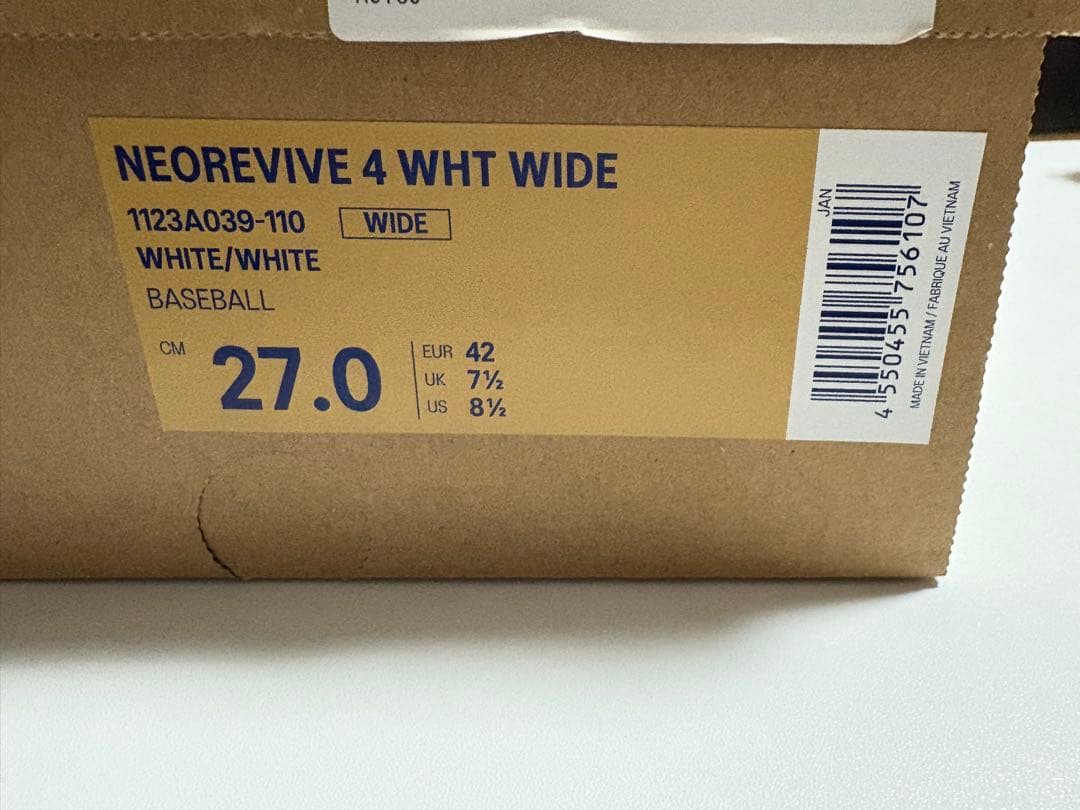 NEOREVIVE 4 WHT WIDE
1123A039-110 WIDE
WHITE/WHITE
BASEBALL
CM 27.0
EUR 42
UK 7½
US 8½
JAN
4 550455 756107
MADE IN VIETNAM / FABRIQUE AU VIETNAM